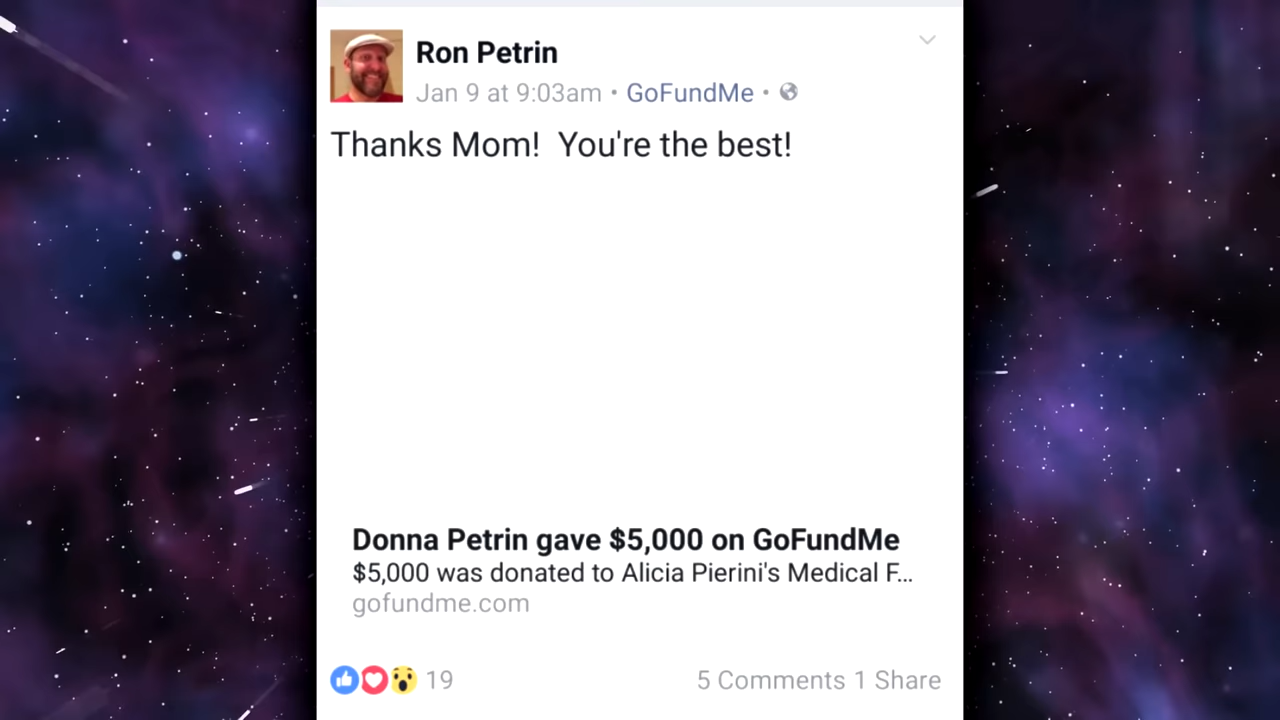 Ron Petrin
Jan 9 at 9:03am • GoFundMe •
Thanks Mom!  You're the best!
Donna Petrin gave $5,000 on GoFundMe
$5,000 was donated to Alicia Pierini's Medical F...
gofundme.com
19 5 Comments 1 Share